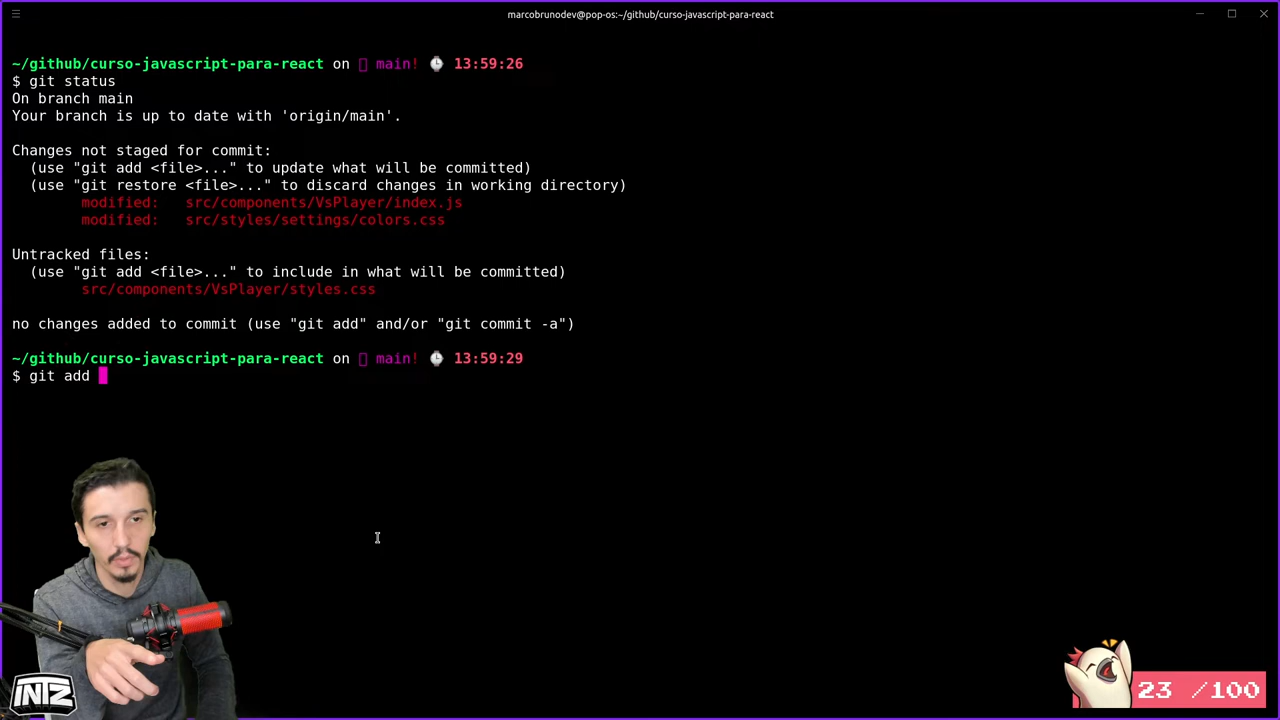 marcobrunodev@pop-os:~/github/curso-javascript-para-react
~/github/curso-javascript-para-react on main! 13:59:26
$ git status
On branch main
Your branch is up to date with 'origin/main'.
Changes not staged for commit:
(use "git add <file>..." to update what will be committed)
(use "git restore <file>..." to discard changes in working directory)
modified: src/components/VsPlayer/index.js
modified: src/styles/settings/colors.css
Untracked files:
(use "git add <file>..." to include in what will be committed)
src/components/VsPlayer/styles.css
no changes added to commit (use "git add" and/or "git commit -a")
~/github/curso-javascript-para-react on main! 13:59:29
$ git add
INTZ
23 /100